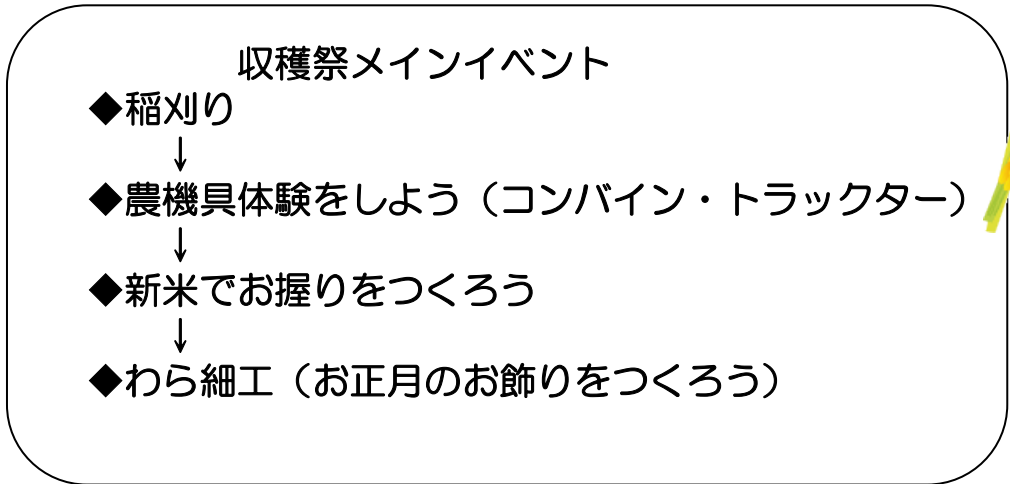 収穫祭メインイベント
◆稲刈り
↓
◆農機具体験をしよう（コンバイン・トラックター）
↓
◆新米でお握りをつくろう
↓
◆わら細工（お正月のお飾りをつくろう）